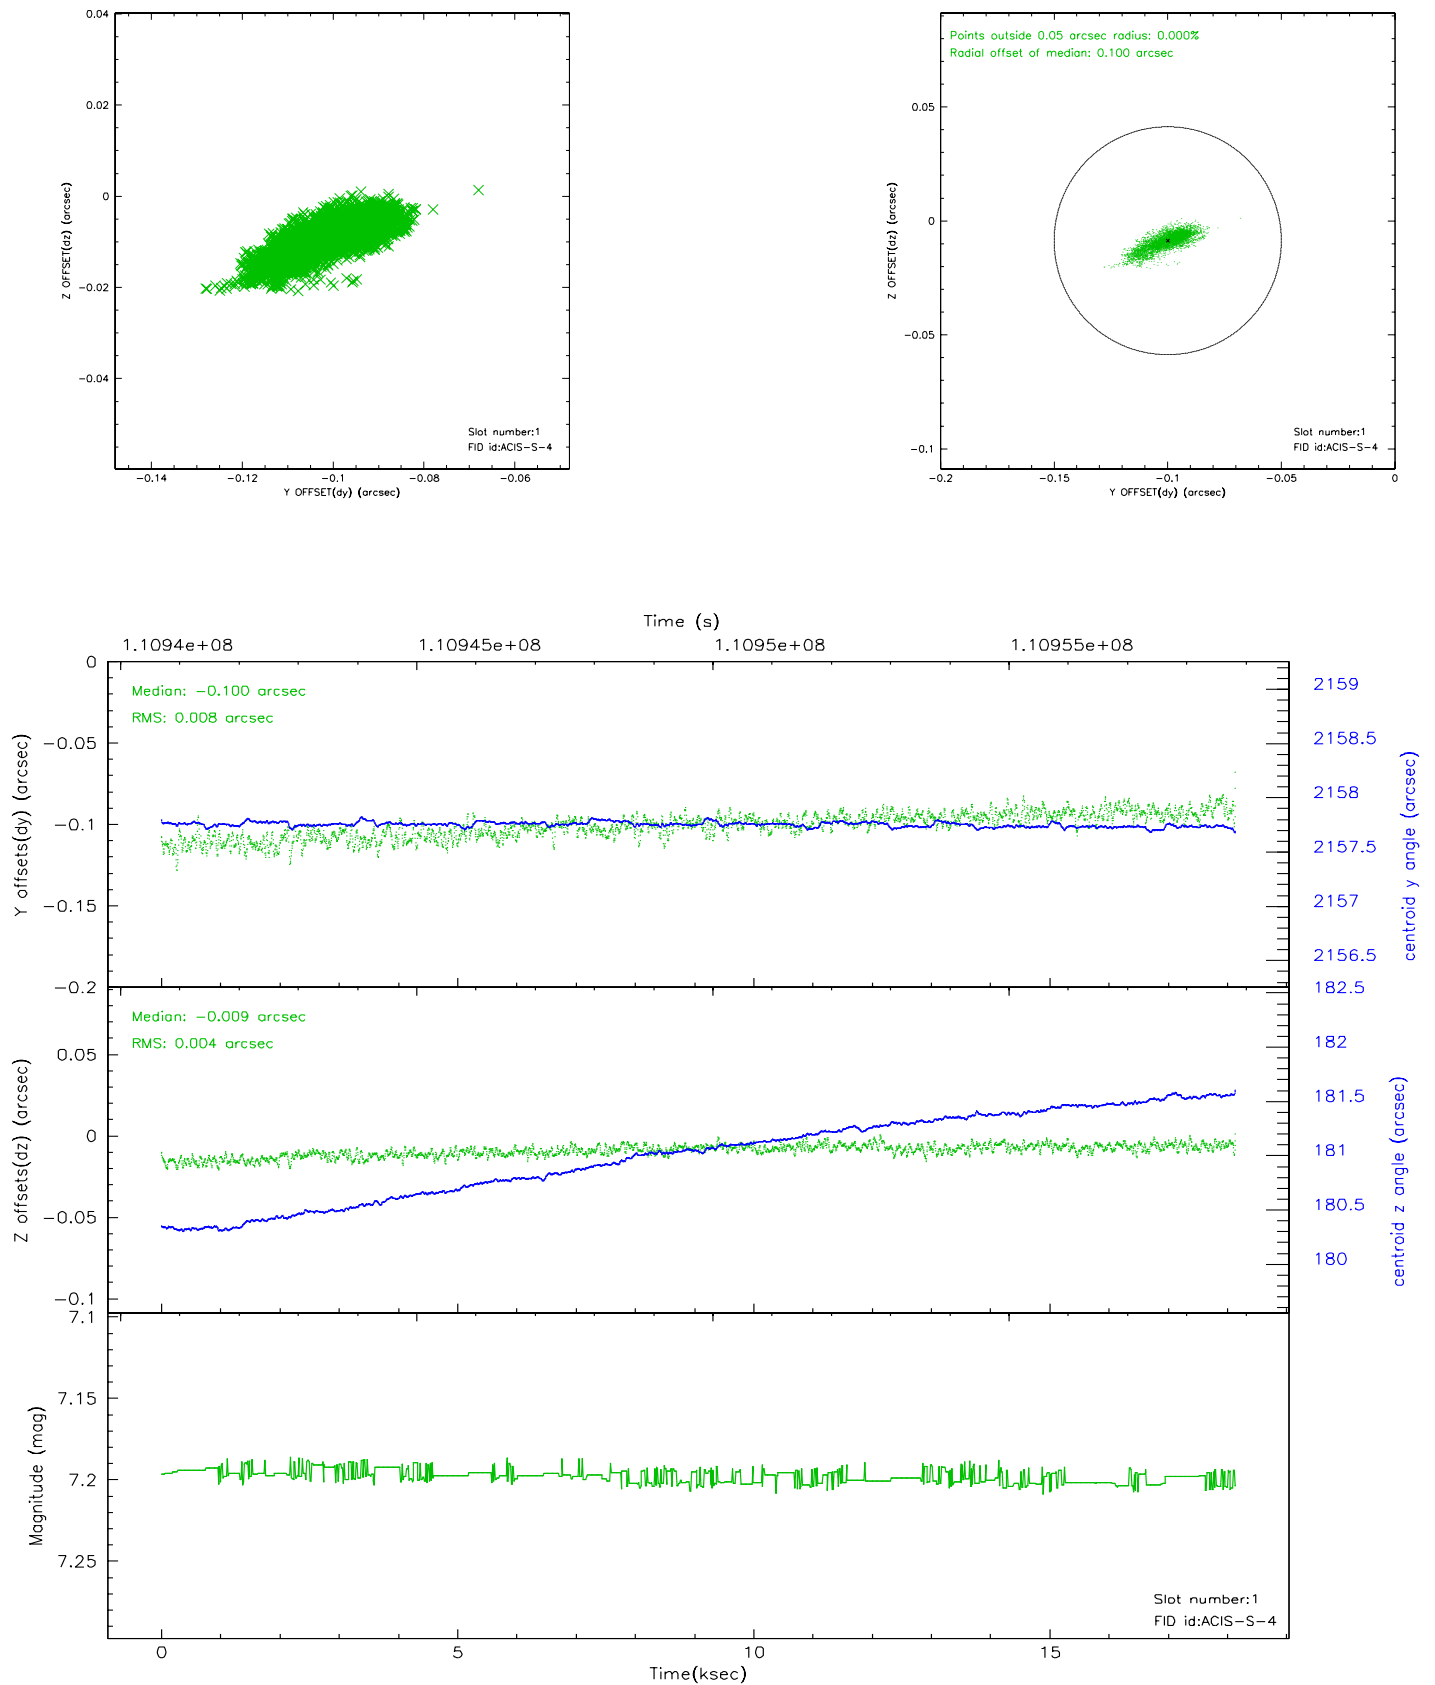 0.04
0.02
0
-0.02
-0.04
Z OFFSET(dz) (arcsec)
Slot number:1
FID id:ACIS-S-4
-0.14 -0.12 -0.1 -0.08 -0.06
Y OFFSET(dy) (arcsec)
Points outside 0.05 arcsec radius: 0.000%
Radial offset of median: 0.100 arcsec
0.05
0
-0.05
-0.1
Z OFFSET(dz) (arcsec)
Slot number:1
FID id:ACIS-S-4
-0.2 -0.15 -0.1 -0.05 0
Y OFFSET(dy) (arcsec)
Time (s)
1.1094e+08 1.10945e+08 1.1095e+08 1.10955e+08
0
-0.05
-0.1
-0.15
-0.2
Y offsets(dy) (arcsec)
Median: -0.100 arcsec
RMS: 0.008 arcsec
2159
2158.5
2158
2157.5
2157
2156.5
centroid y angle (arcsec)
0.05
0
-0.05
-0.1
Z offsets(dz) (arcsec)
Median: -0.009 arcsec
RMS: 0.004 arcsec
182.5
182
181.5
181
180.5
180
centroid z angle (arcsec)
7.1
7.15
7.2
7.25
Magnitude (mag)
Slot number:1
FID id:ACIS-S-4
0 5 10 15
Time(ksec)